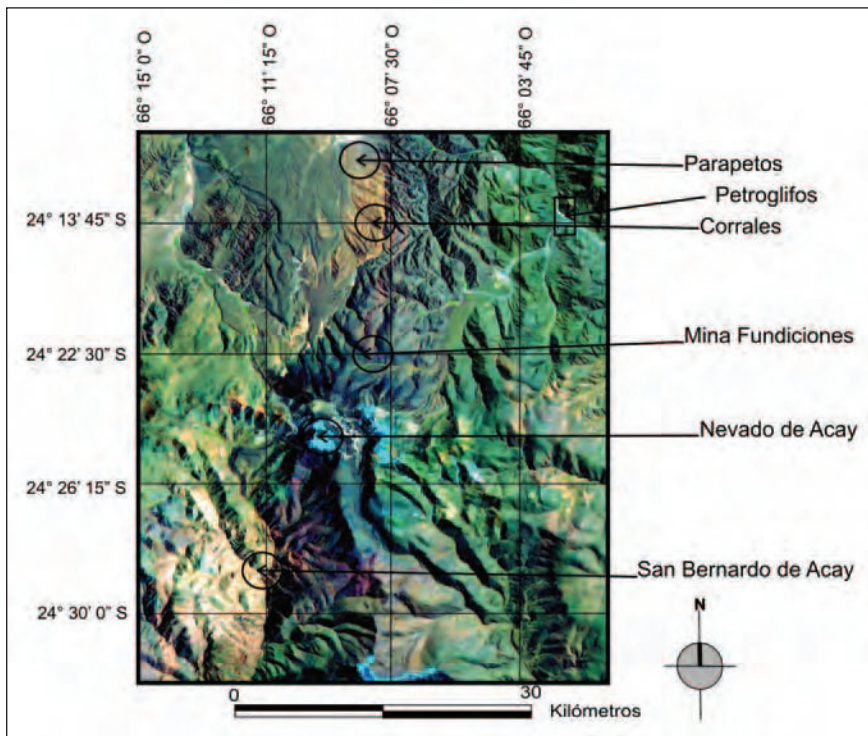 66° 15' 0" O
66° 11' 15" O
66° 07' 30" O
66° 03' 45" O
Parapetos
Petroglifos
24° 13' 45" S
Corrales
24° 22' 30" S
Mina Fundiciones
Nevado de Acay
24° 26' 15" S
San Bernardo de Acay
24° 30' 0" S
N
0
30
Kilómetros